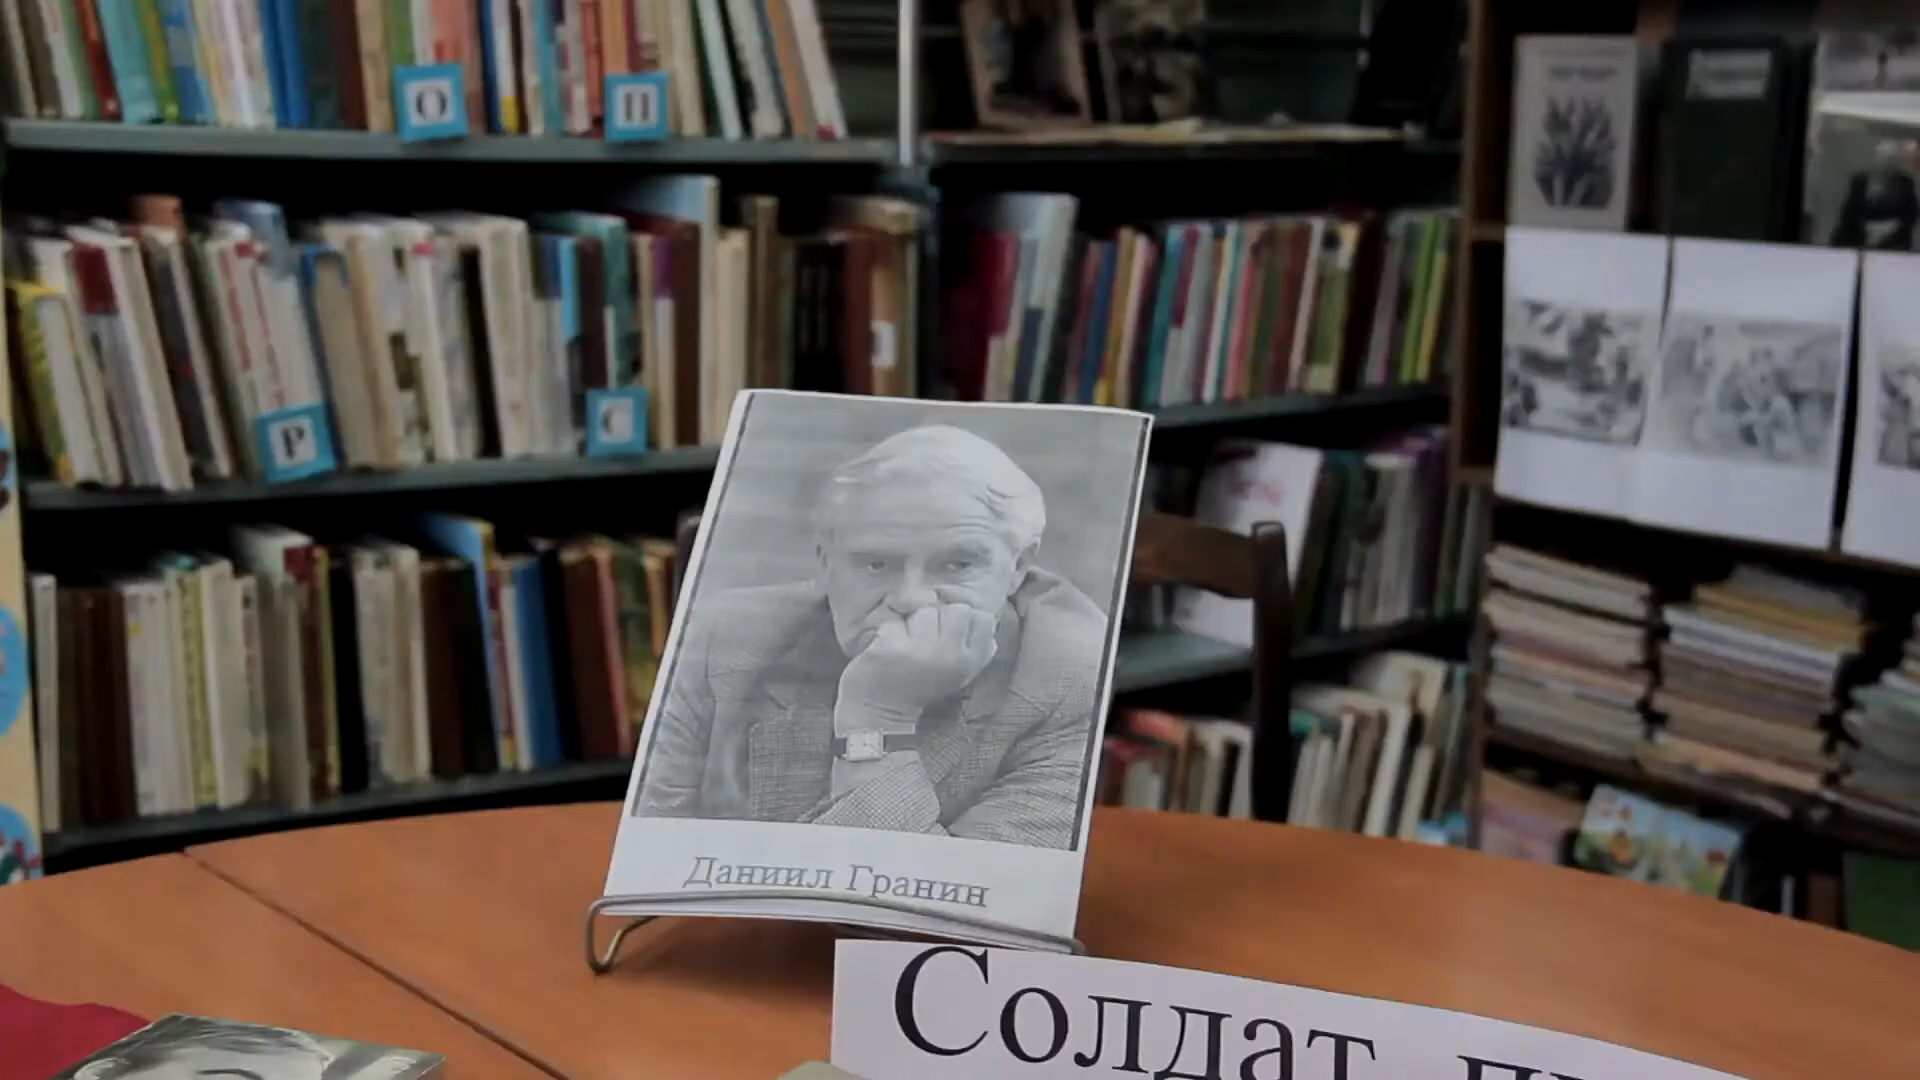 О
П
Р
С
Даниил Гранин
Солдат